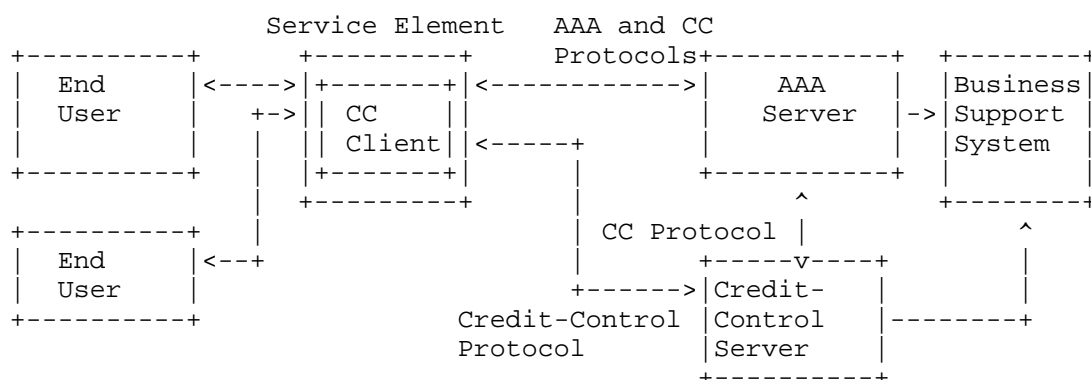 Service Element AAA and CC
Protocols
End AAA Business
User CC Server Support
Client System
CC Protocol
End
User Credit-
Credit-Control Control
Protocol Server